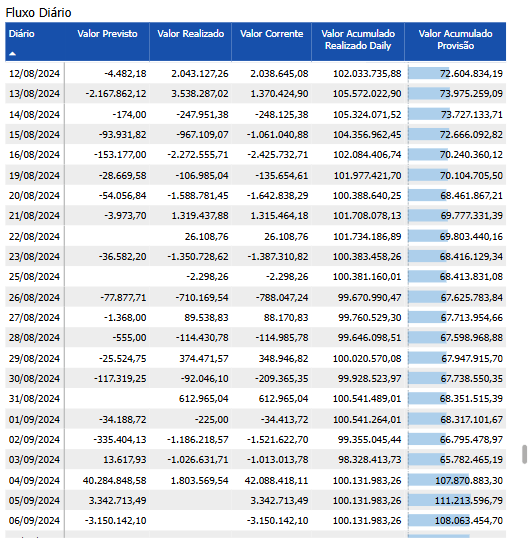 Fluxo Diário
Diário Valor Previsto Valor Realizado Valor Corrente Valor Acumulado Realizado Daily Valor Acumulado Provisão
12/08/2024 -4.482,18 2.043.127,26 2.038.645,08 102.033.735,88 72.604.834,19
13/08/2024 -2.167.862,12 3.538.287,02 1.370.424,90 105.572.022,90 73.975.259,09
14/08/2024 -174,00 -247.951,38 -248.125,38 105.324.071,52 73.727.133,71
15/08/2024 -93.931,82 -967.109,07 -1.061.040,88 104.356.962,45 72.666.092,82
16/08/2024 -153.177,00 -2.272.555,71 -2.425.732,71 102.084.406,74 70.240.360,12
19/08/2024 -28.669,58 -106.985,04 -135.654,61 101.977.421,70 70.104.705,50
20/08/2024 -54.056,84 -1.588.781,45 -1.642.838,29 100.388.640,25 68.461.867,21
21/08/2024 -3.973,70 1.319.437,88 1.315.464,18 101.708.078,13 69.777.331,39
22/08/2024 26.108,76 26.108,76 101.734.186,89 69.803.440,16
23/08/2024 -36.582,20 -1.350.728,62 -1.387.310,82 100.383.458,26 68.416.129,34
25/08/2024 -2.298,26 -2.298,26 100.381.160,01 68.413.831,08
26/08/2024 -77.877,71 -710.169,54 -788.047,24 99.670.990,47 67.625.783,84
27/08/2024 -1.368,00 89.538,83 88.170,83 99.760.529,30 67.713.954,66
28/08/2024 -555,00 -114.430,78 -114.985,78 99.646.098,51 67.598.968,88
29/08/2024 -25.524,75 374.471,57 348.946,82 100.020.570,08 67.947.915,70
30/08/2024 -117.319,25 -92.046,10 -209.365,35 99.928.523,97 67.738.550,35
31/08/2024 612.965,04 612.965,04 100.541.489,01 68.351.515,39
01/09/2024 -34.188,72 -225,00 -34.413,72 100.541.264,01 68.317.101,67
02/09/2024 -335.404,13 -1.186.218,57 -1.521.622,70 99.355.045,44 66.795.478,97
03/09/2024 13.617,93 -1.026.631,71 -1.013.013,78 98.328.413,73 65.782.465,19
04/09/2024 40.284.848,58 1.803.569,54 42.088.418,11 100.131.983,26 107.870.883,30
05/09/2024 3.342.713,49 3.342.713,49 100.131.983,26 111.213.596,79
06/09/2024 -3.150.142,10 -3.150.142,10 100.131.983,26 108.063.454,70